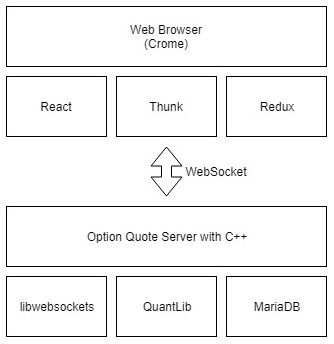 Web Browser
(Crome)
React
Thunk
Redux
WebSocket
Option Quote Server with C++
libwebsockets
QuantLib
MariaDB